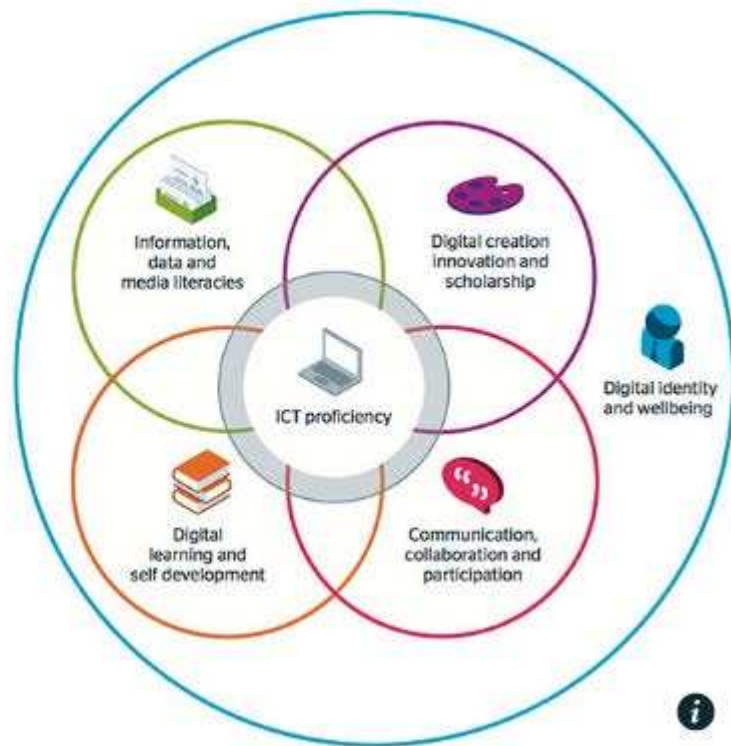 Information,
data and
media literacies
Digital creation
innovation and
scholarship
ICT proficiency
Digital identity
and wellbeing
Digital
learning and
self development
Communication,
collaboration and
participation
i